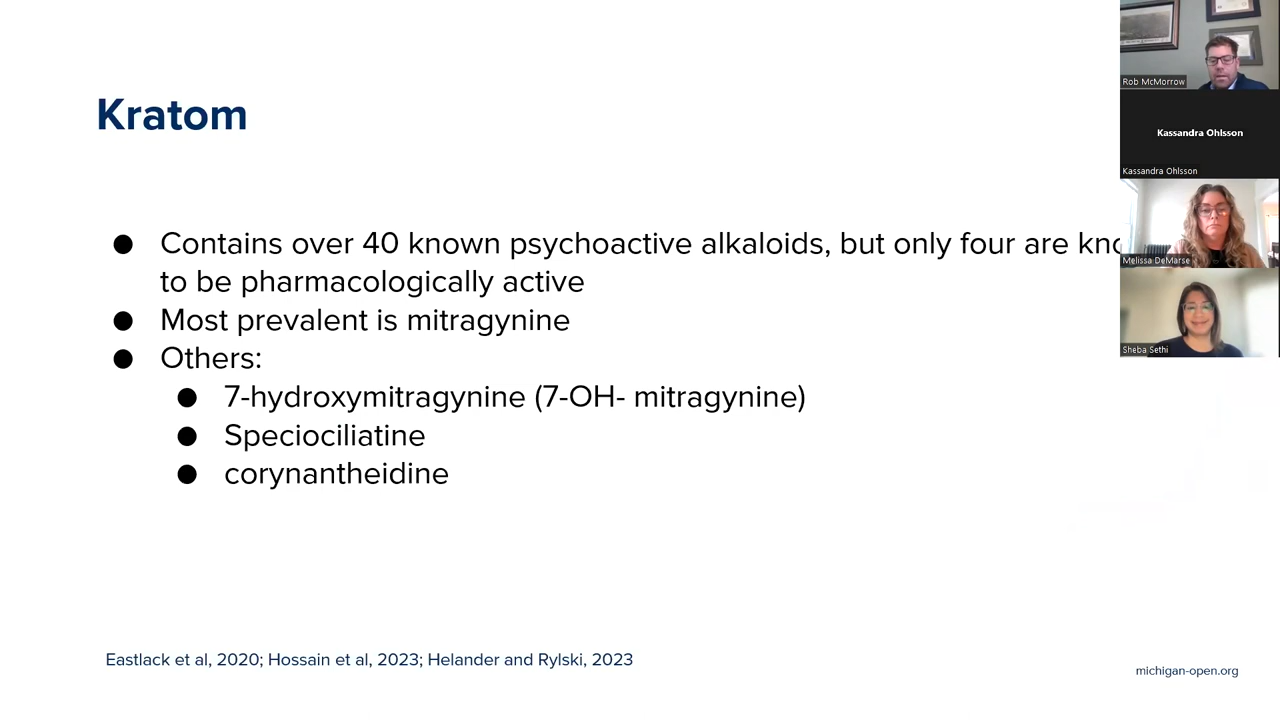 Kratom
● Contains over 40 known psychoactive alkaloids, but only four are
to be pharmacologically active
● Most prevalent is mitragynine
● Others:
● 7-hydroxymitragynine (7-OH- mitragynine)
● Speciociliatine
● corynantheidine
Eastlack et al, 2020; Hossain et al, 2023; Helander and Rylski, 2023
michigan-open.org
Rob McMorrow
Kassandra Ohlsson
Kassandra Ohlsson
Melissa DeMarse
Sheba Sethi